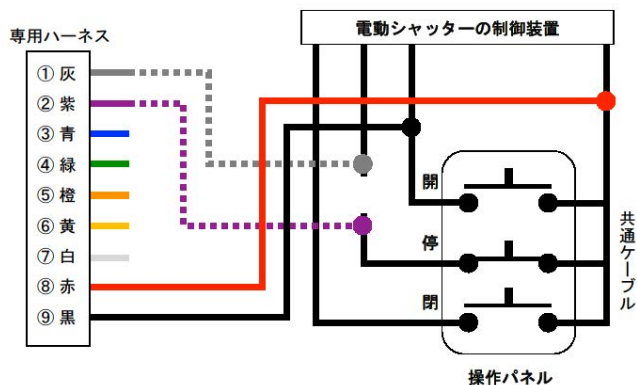 電動シャッターの制御装置
専用ハーネス
① 灰
② 紫
③ 青
④ 緑
⑤ 橙
⑥ 黄
⑦ 白
⑧ 赤
⑨ 黒
開
停
閉
共通ケーブル
操作パネル